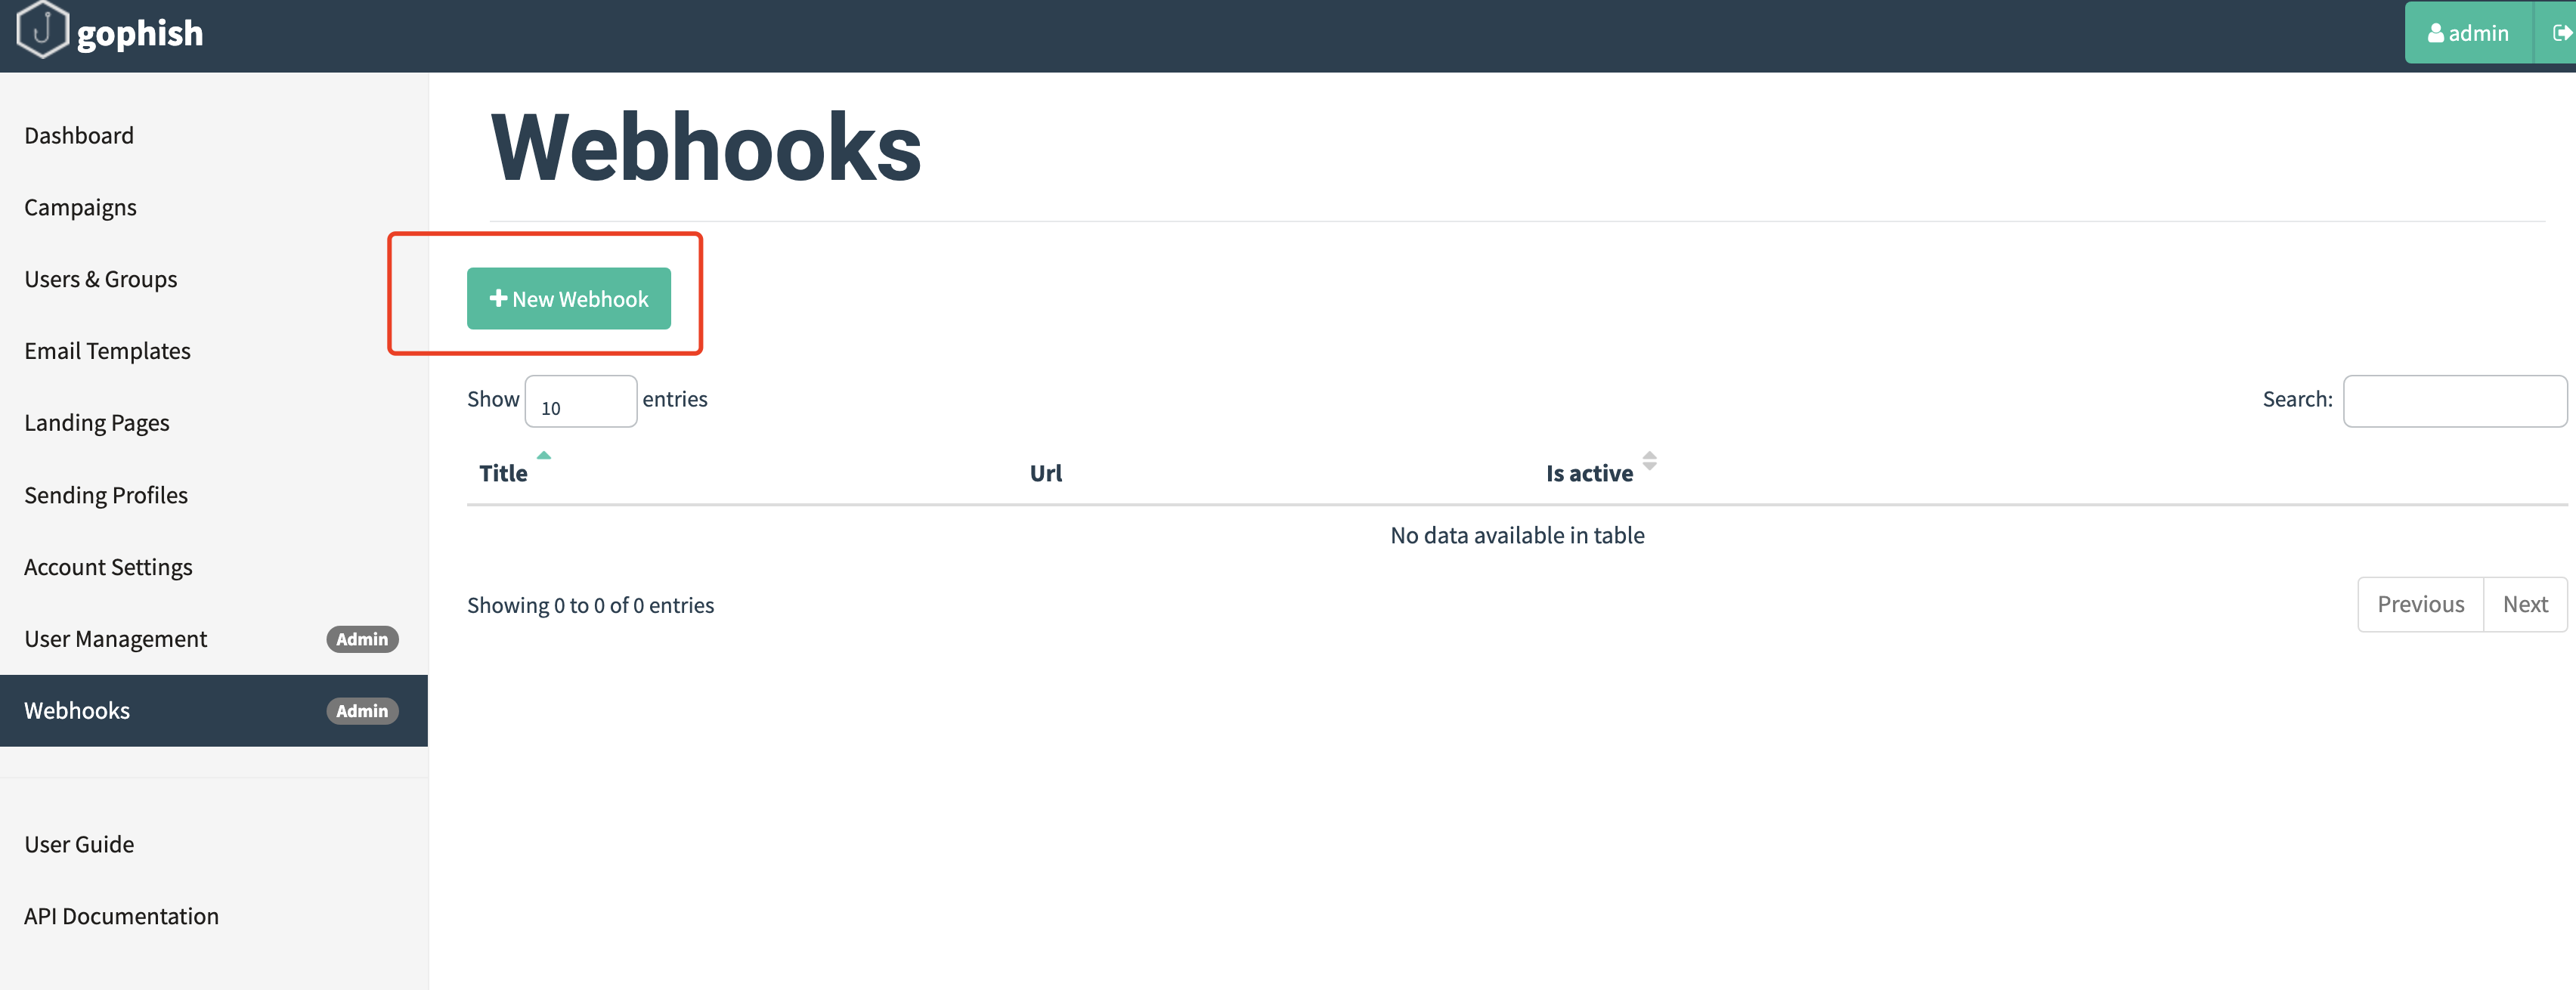 gophish
admin
Dashboard
Campaigns
Users & Groups
Email Templates
Landing Pages
Sending Profiles
Account Settings
User Management Admin
Webhooks Admin
User Guide
API Documentation
Webhooks
New Webhook
Show 10 entries
Search:
Title Url Is active
No data available in table
Showing 0 to 0 of 0 entries
Previous Next